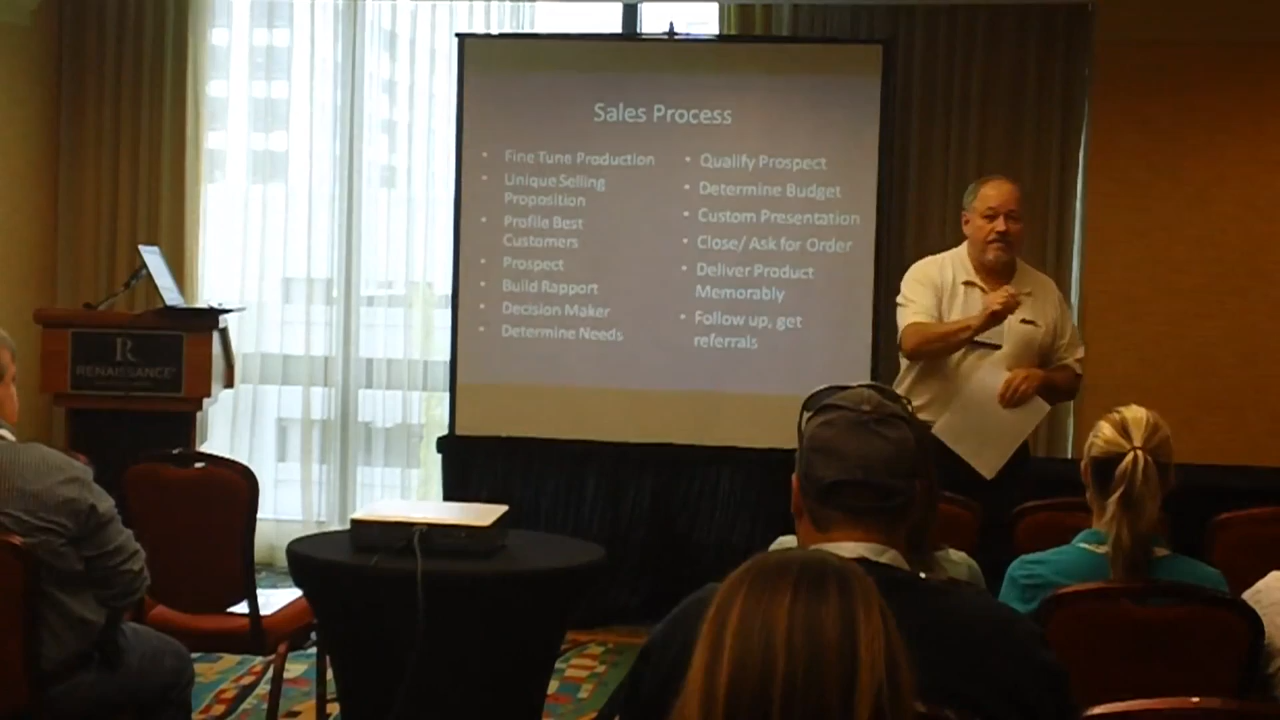 Sales Process
• Fine Tune Production
• Unique Selling
Proposition
• Profile Best
Customers
• Prospect
• Build Rapport
• Decision Maker
• Determine Needs
• Qualify Prospect
• Determine Budget
• Custom Presentation
• Close/ Ask for Order
• Deliver Product
Memorably
• Follow up, get
referrals
R
RENAISSANCE